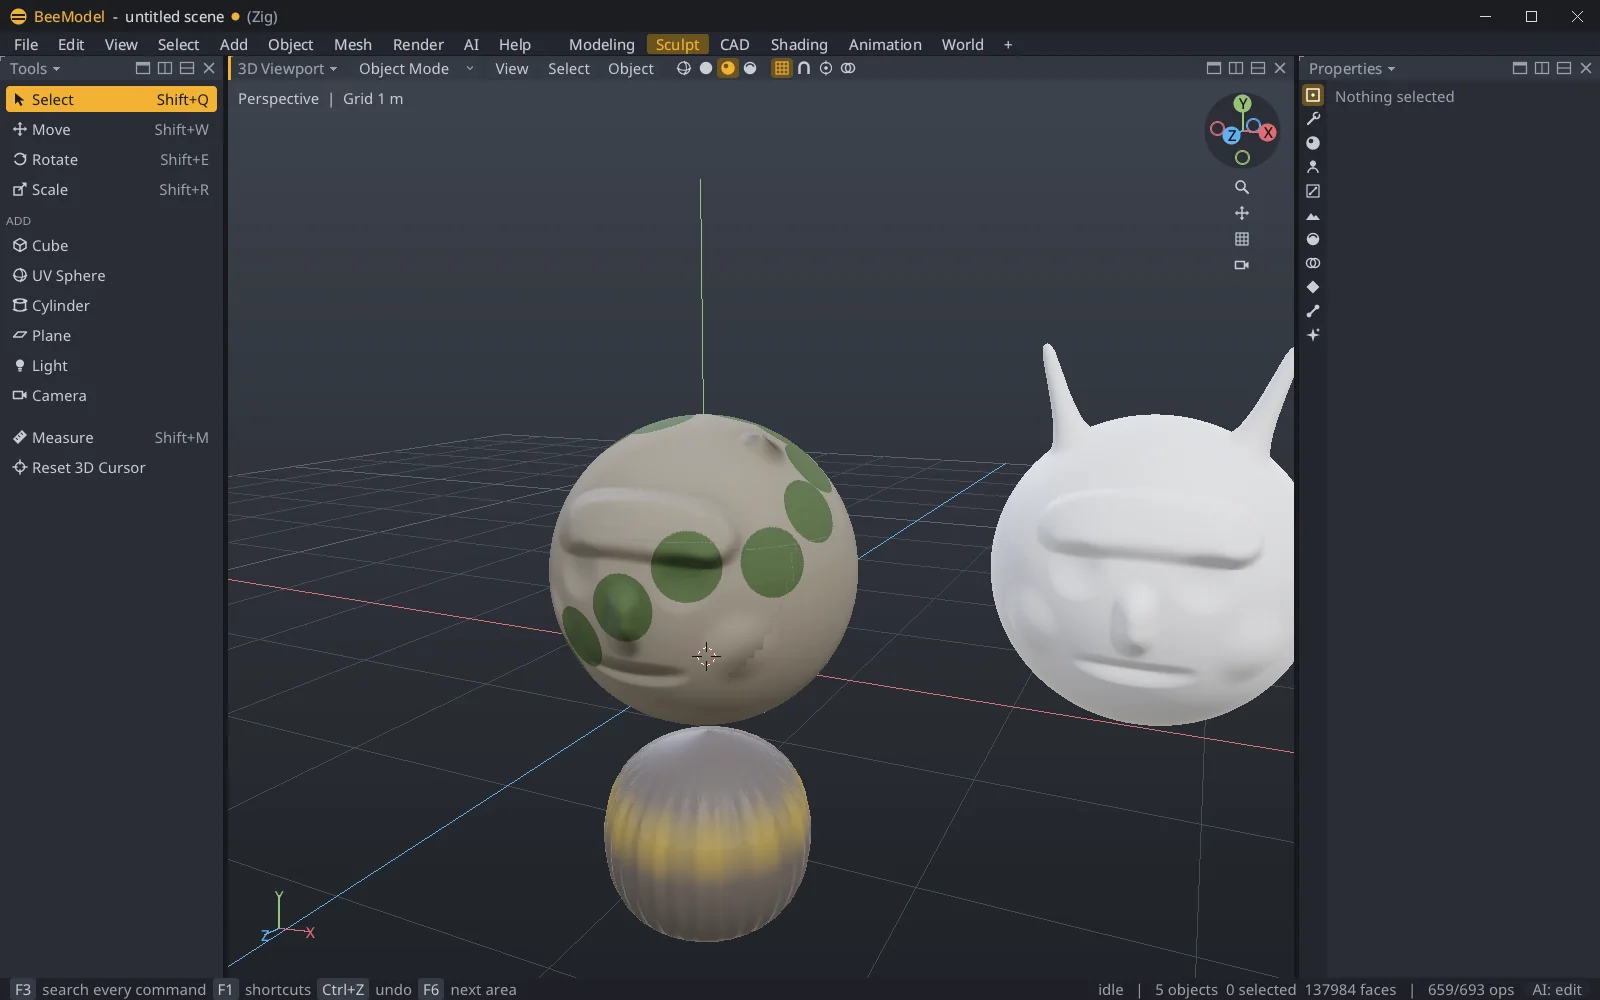 BeeModel - untitled scene (Zig)
File Edit View Select Add Object Mesh Render AI Help Modeling Sculpt CAD Shading Animation World +
Tools
3D Viewport Object Mode View Select Object
Properties
Select Shift+Q
Move Shift+W
Rotate Shift+E
Scale Shift+R
ADD
Cube
UV Sphere
Cylinder
Plane
Light
Camera
Measure Shift+M
Reset 3D Cursor
Perspective | Grid 1 m
Y
Z X
Nothing selected
Y
Z X
F3 search every command F1 shortcuts Ctrl+Z undo F6 next area
idle | 5 objects 0 selected 137984 faces | 659/693 ops AI: edit